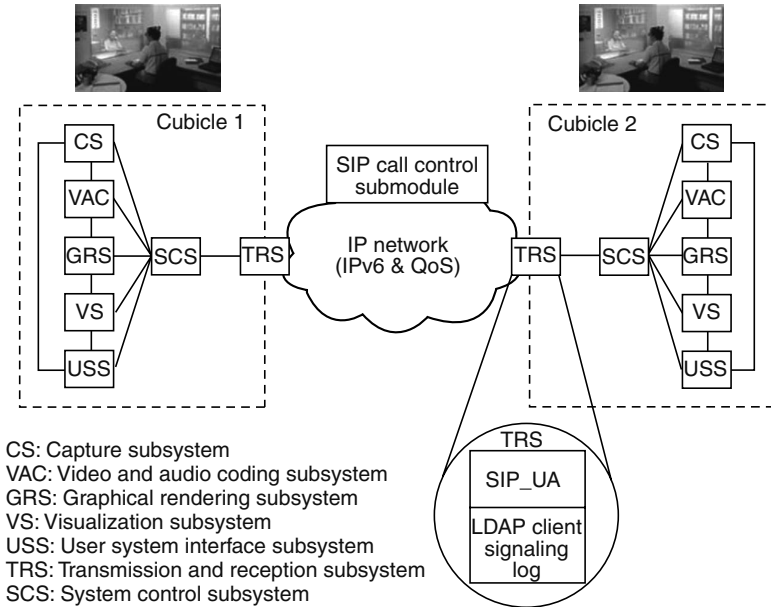 Cubicle 1
CS
VAC
GRS
VS
USS
SCS
TRS
SIP call control
submodule
IP network
(IPv6 & QoS)
Cubicle 2
TRS
SCS
CS
VAC
GRS
VS
USS
TRS
SIP_UA
LDAP client
signaling
log
CS: Capture subsystem
VAC: Video and audio coding subsystem
GRS: Graphical rendering subsystem
VS: Visualization subsystem
USS: User system interface subsystem
TRS: Transmission and reception subsystem
SCS: System control subsystem